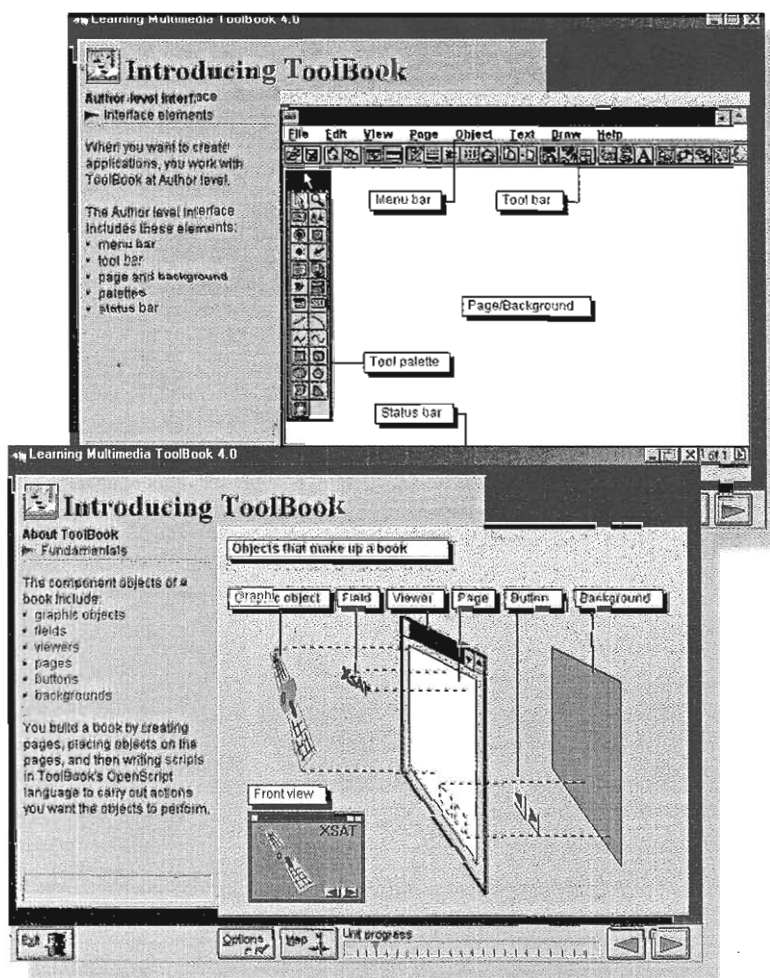 Learning Multimedia ToolBook 4.0
Introducing ToolBook
Author-level interface
Interface elements
When you want to create
applications, you work with
ToolBook at Author level.
The Author level interface
includes these elements:
• menu bar
• tool bar
• page and background
• palettes
• status bar
File Edit View Page Object Text Draw Help
Menu bar
Tool bar
Page/Background
Tool palette
Status bar
1 of 1
Learning Multimedia ToolBook 4.0
Introducing ToolBook
About ToolBook
Fundamentals
The component objects of a
book include:
• graphic objects
• fields
• viewers
• pages
• buttons
• backgrounds
You build a book by creating
pages, placing objects on the
pages, and then writing scripts
in ToolBook's OpenScript
language to carry out actions
you want the objects to perform.
Objects that make up a book
Graphic object Field Viewer Page Button Background
XSAT
Front view
XSAT
Exit
Options
Map
Unit progress